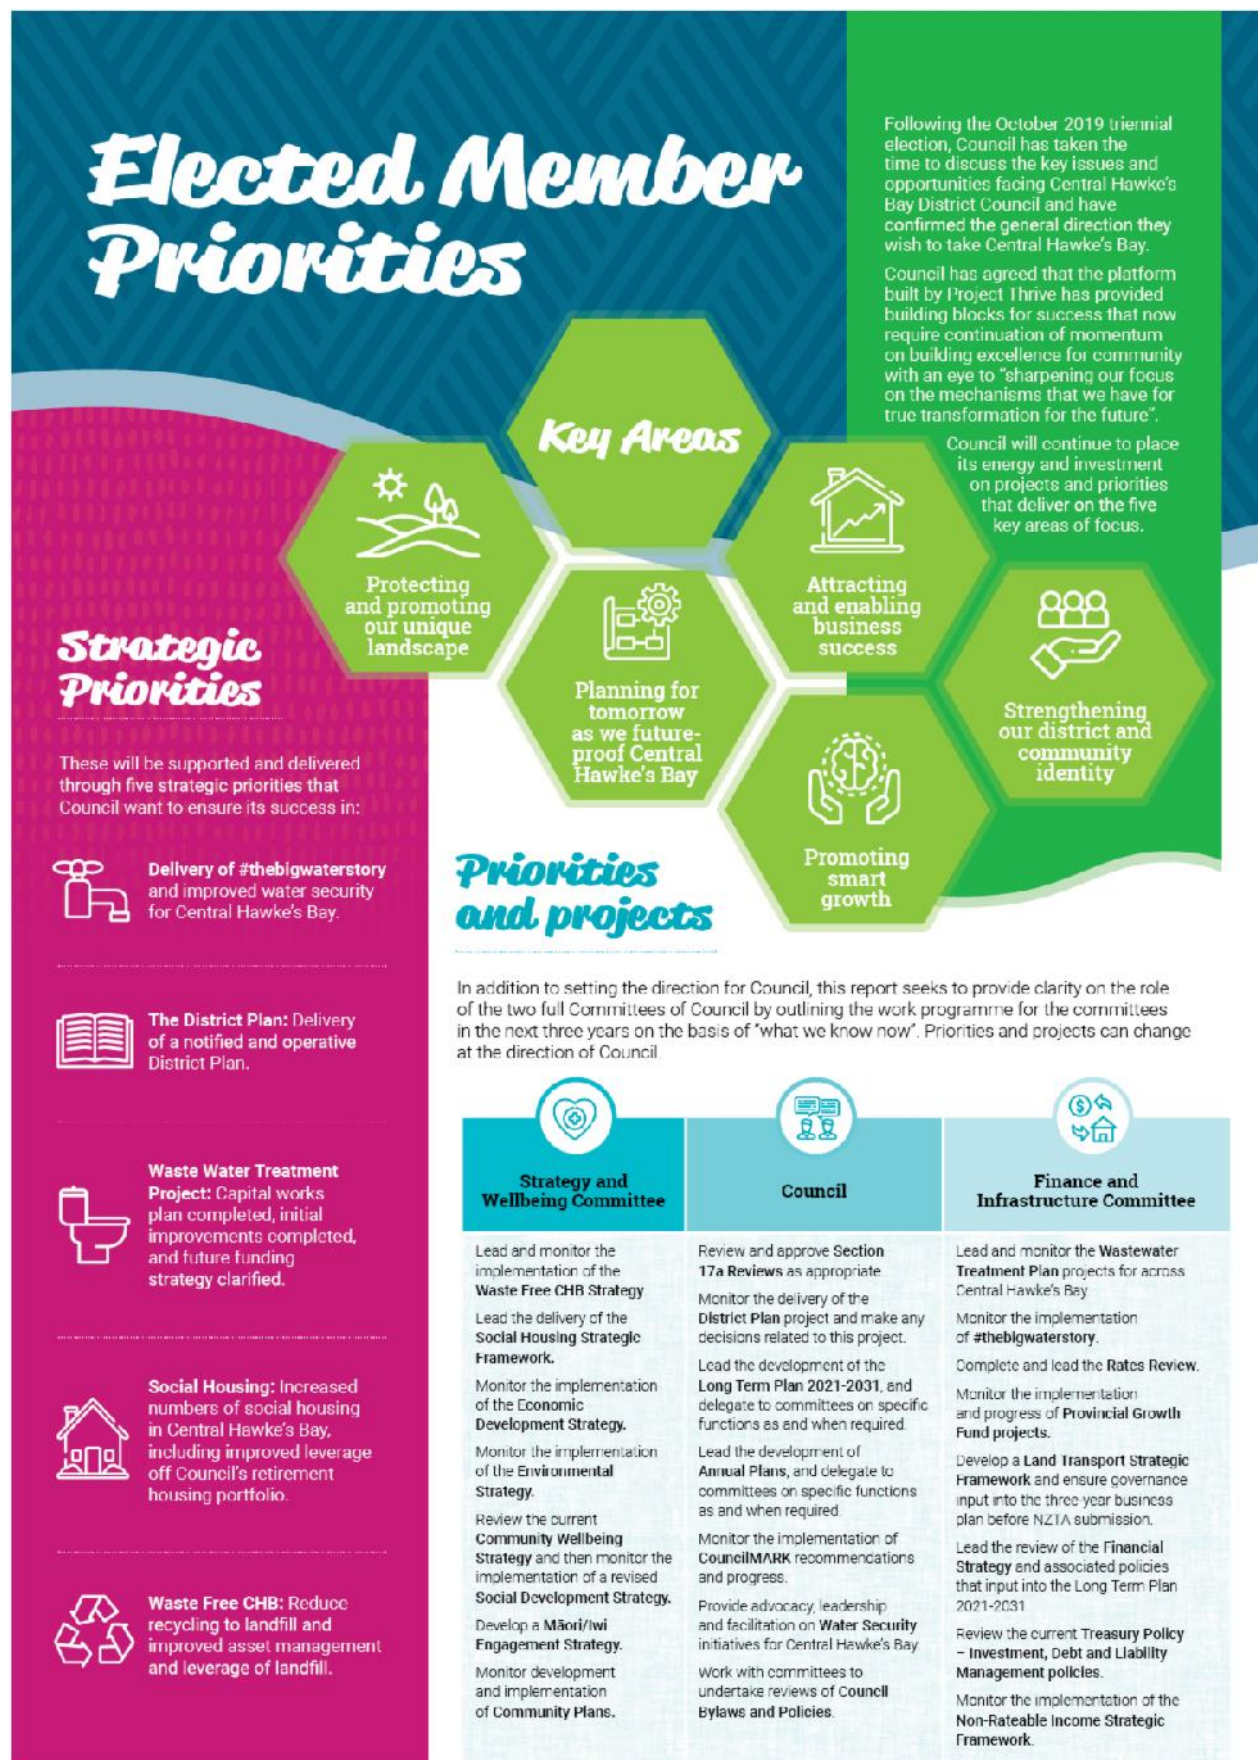 Elected Member
Priorities
Following the October 2019 triennial
election, Council has taken the
time to discuss the key issues and
opportunities facing Central Hawke's
Bay District Council and have
confirmed the general direction they
wish to take Central Hawke's Bay.
Council has agreed that the platform
built by Project Thrive has provided
building blocks for success that now
require continuation of momentum
on building excellence for community
with an eye to "sharpening our focus
on the mechanisms that we have for
true transformation for the future".
Council will continue to place
its energy and investment
on projects and priorities
that deliver on the five
key areas of focus.
Key Areas
Protecting
and promoting
our unique
landscape
Planning for
tomorrow
as we future-
proof Central
Hawke's Bay
Attracting
and enabling
business
success
Promoting
smart
growth
Strengthening
our district and
community
identity
Strategic
Priorities
These will be supported and delivered
through five strategic priorities that
Council want to ensure its success in:
Delivery of #thebigwaterstory
and improved water security
for Central Hawke's Bay.
The District Plan: Delivery
of a notified and operative
District Plan.
Waste Water Treatment
Project: Capital works
plan completed, initial
improvements completed,
and future funding
strategy clarified.
Social Housing: Increased
numbers of social housing
in Central Hawke's Bay,
including improved leverage
off Council's retirement
housing portfolio.
Waste Free CHB: Reduce
recycling to landfill and
improved asset management
and leverage of landfill.
Priorities
and projects
In addition to setting the direction for Council, this report seeks to provide clarity on the role
of the two full Committees of Council by outlining the work programme for the committees
in the next three years on the basis of "what we know now". Priorities and projects can change
at the direction of Council.
Strategy and
Wellbeing Committee
Lead and monitor the
implementation of the
Waste Free CHB Strategy
Lead the delivery of the
Social Housing Strategic
Framework.
Monitor the implementation
of the Economic
Development Strategy.
Monitor the implementation
of the Environmental
Strategy.
Review the current
Community Wellbeing
Strategy and then monitor the
implementation of a revised
Social Development Strategy.
Develop a Māori/Iwi
Engagement Strategy.
Monitor development
and implementation
of Community Plans.
Council
Review and approve Section
17a Reviews as appropriate
Monitor the delivery of the
District Plan project and make any
decisions related to this project.
Lead the development of the
Long Term Plan 2021-2031, and
delegate to committees on specific
functions as and when required.
Lead the development of
Annual Plans, and delegate to
committees on specific functions
as and when required.
Monitor the implementation of
CouncilMARK recommendations
and progress.
Provide advocacy, leadership
and facilitation on Water Security
initiatives for Central Hawke's Bay.
Work with committees to
undertake reviews of Council
Bylaws and Policies.
Finance and
Infrastructure Committee
Lead and monitor the Wastewater
Treatment Plan projects for across
Central Hawke's Bay
Monitor the implementation
of #thebigwaterstory.
Complete and lead the Rates Review.
Monitor the implementation
and progress of Provincial Growth
Fund projects.
Develop a Land Transport Strategic
Framework and ensure governance
input into the three year business
plan before NZTA submission.
Lead the review of the Financial
Strategy and associated policies
that input into the Long Term Plan
2021-2031
Review the current Treasury Policy
– Investment, Debt and Liability
Management policies.
Monitor the implementation of the
Non-Rateable Income Strategic
Framework.